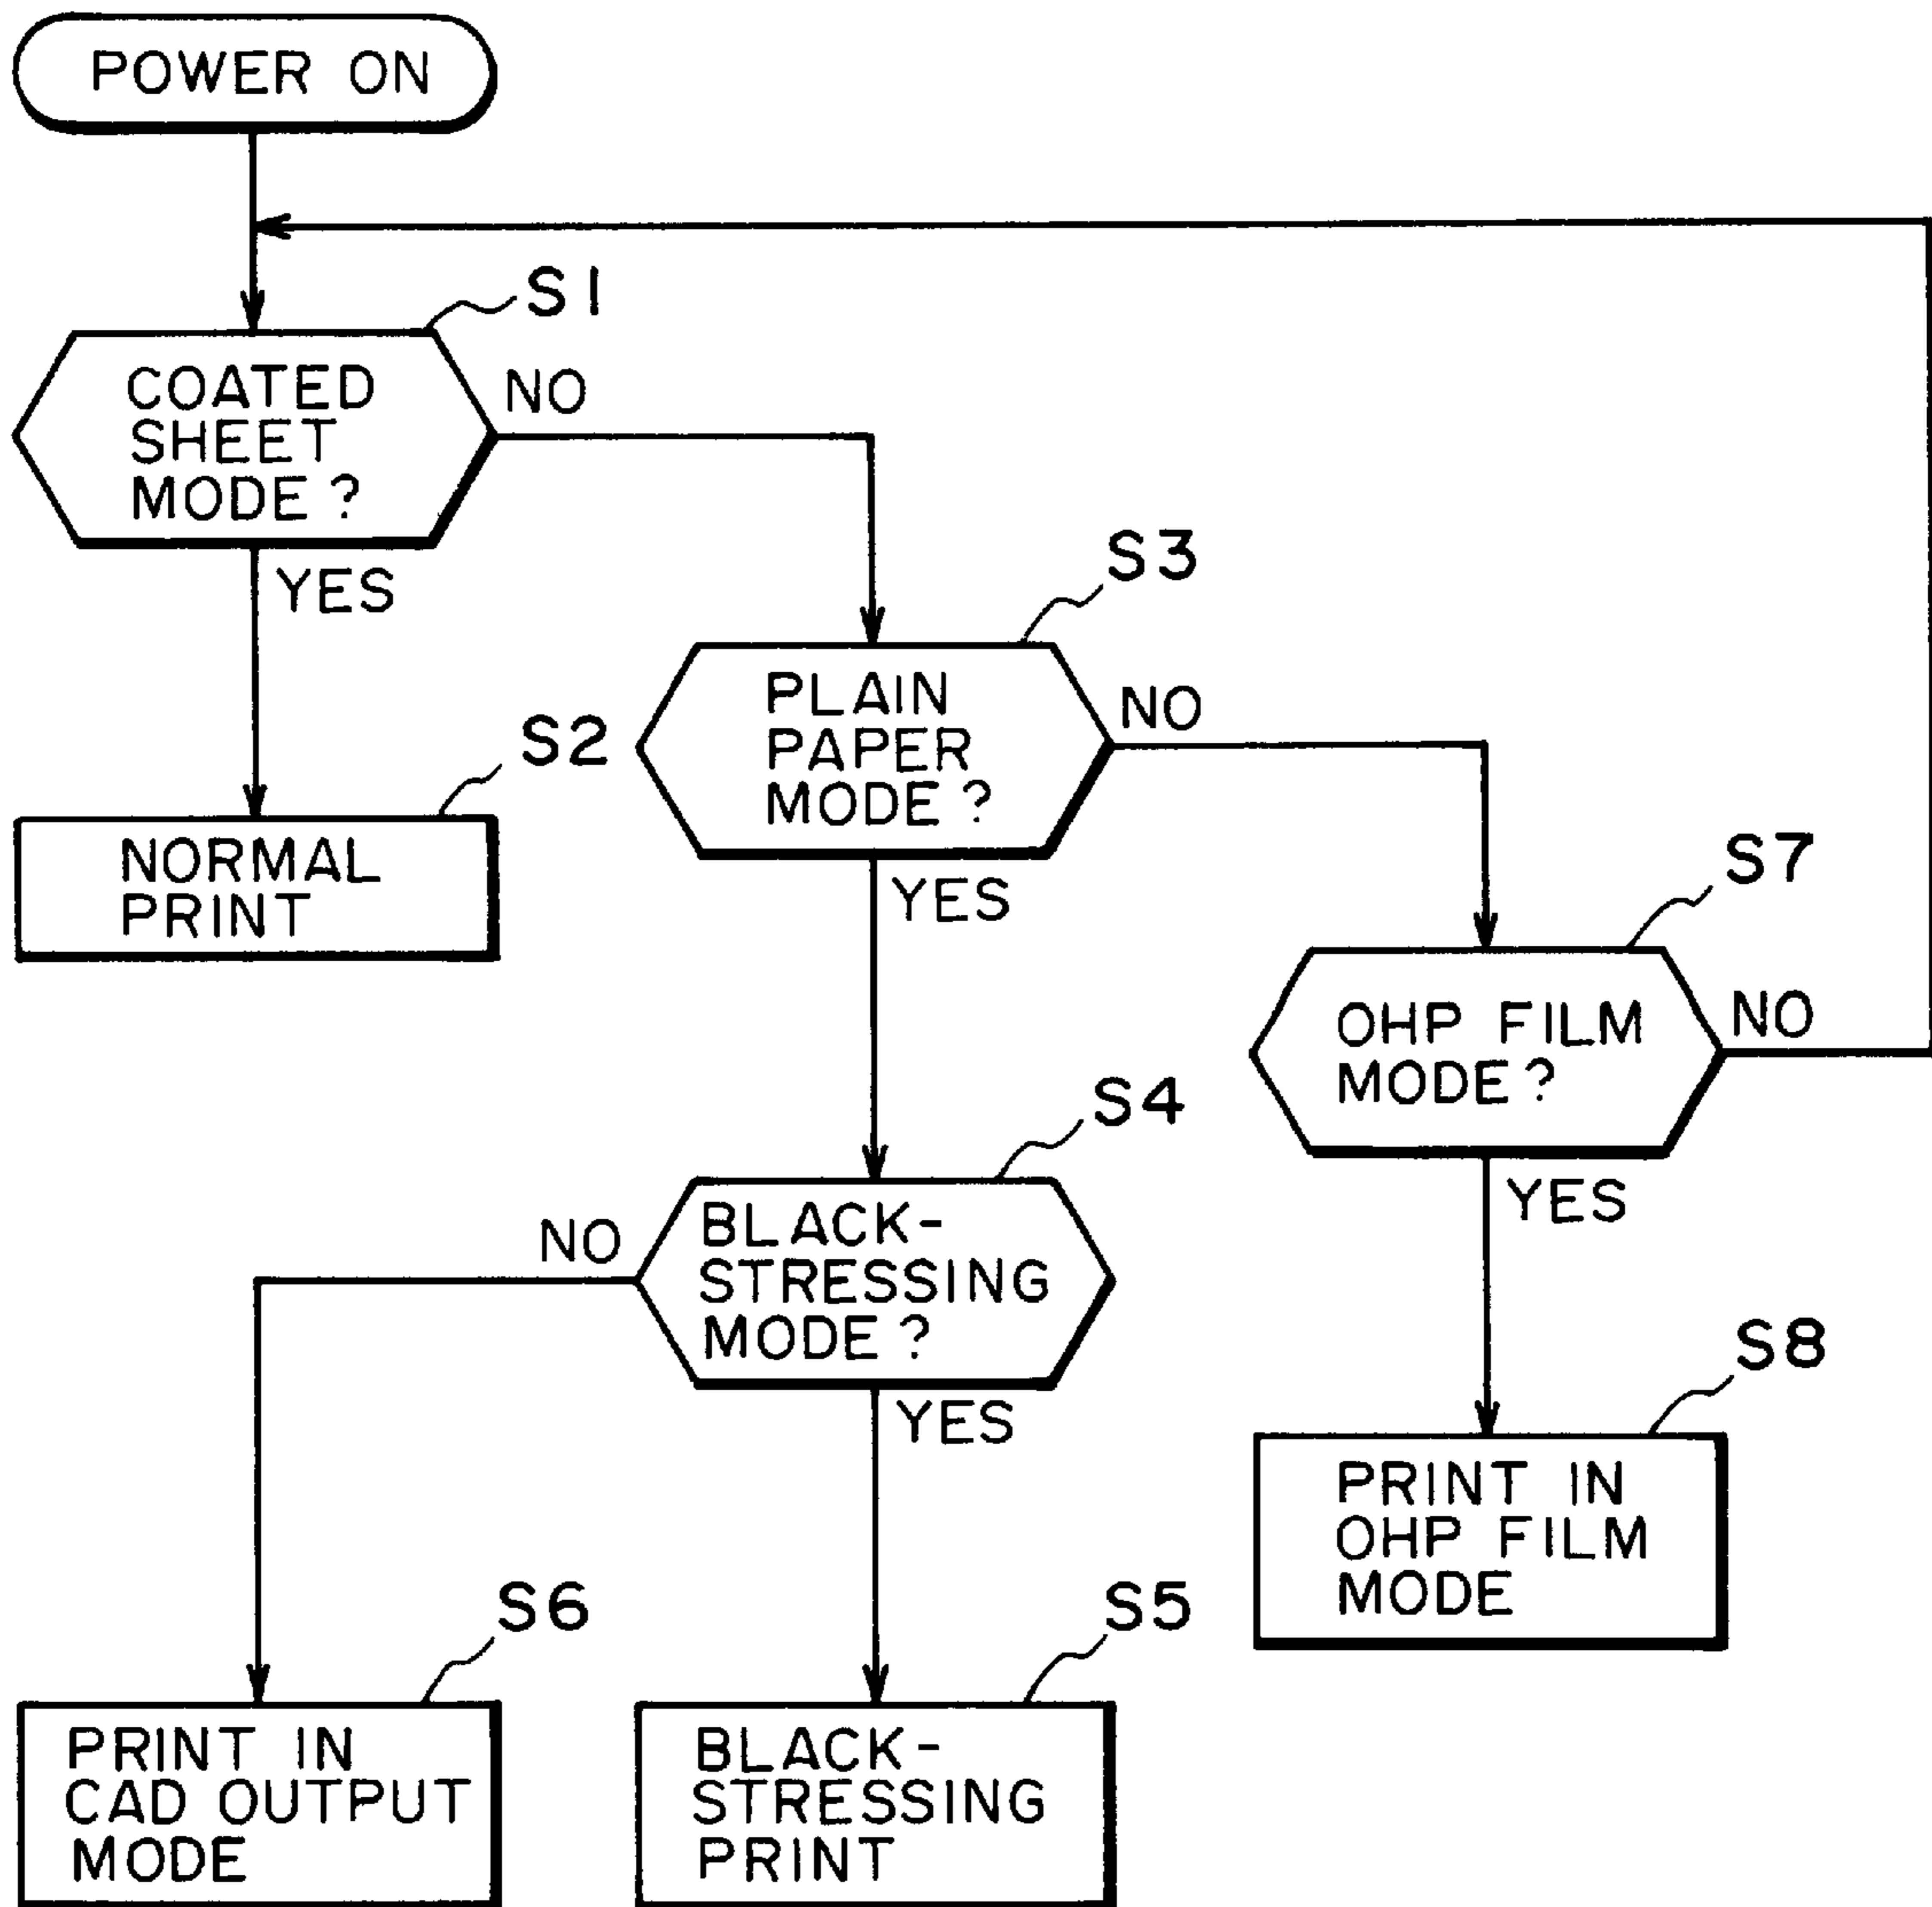 POWER ON
S1
COATED
SHEET
MODE ?
NO
YES
S3
PLAIN
PAPER
MODE ?
NO
YES
S2
NORMAL
PRINT
S7
OHP FILM
MODE ?
NO
YES
S4
BLACK-
STRESSING
MODE ?
NO
YES
S8
PRINT IN
OHP FILM
MODE
S6
PRINT IN
CAD OUTPUT
MODE
S5
BLACK-
STRESSING
PRINT